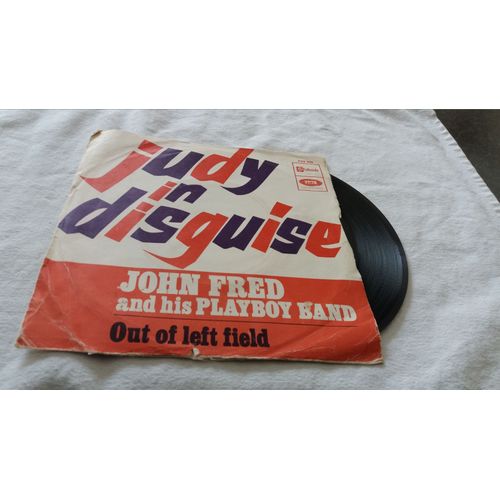 judy
in
disguise
JOHN FRED
and his PLAYBOY BAND
Out of left field